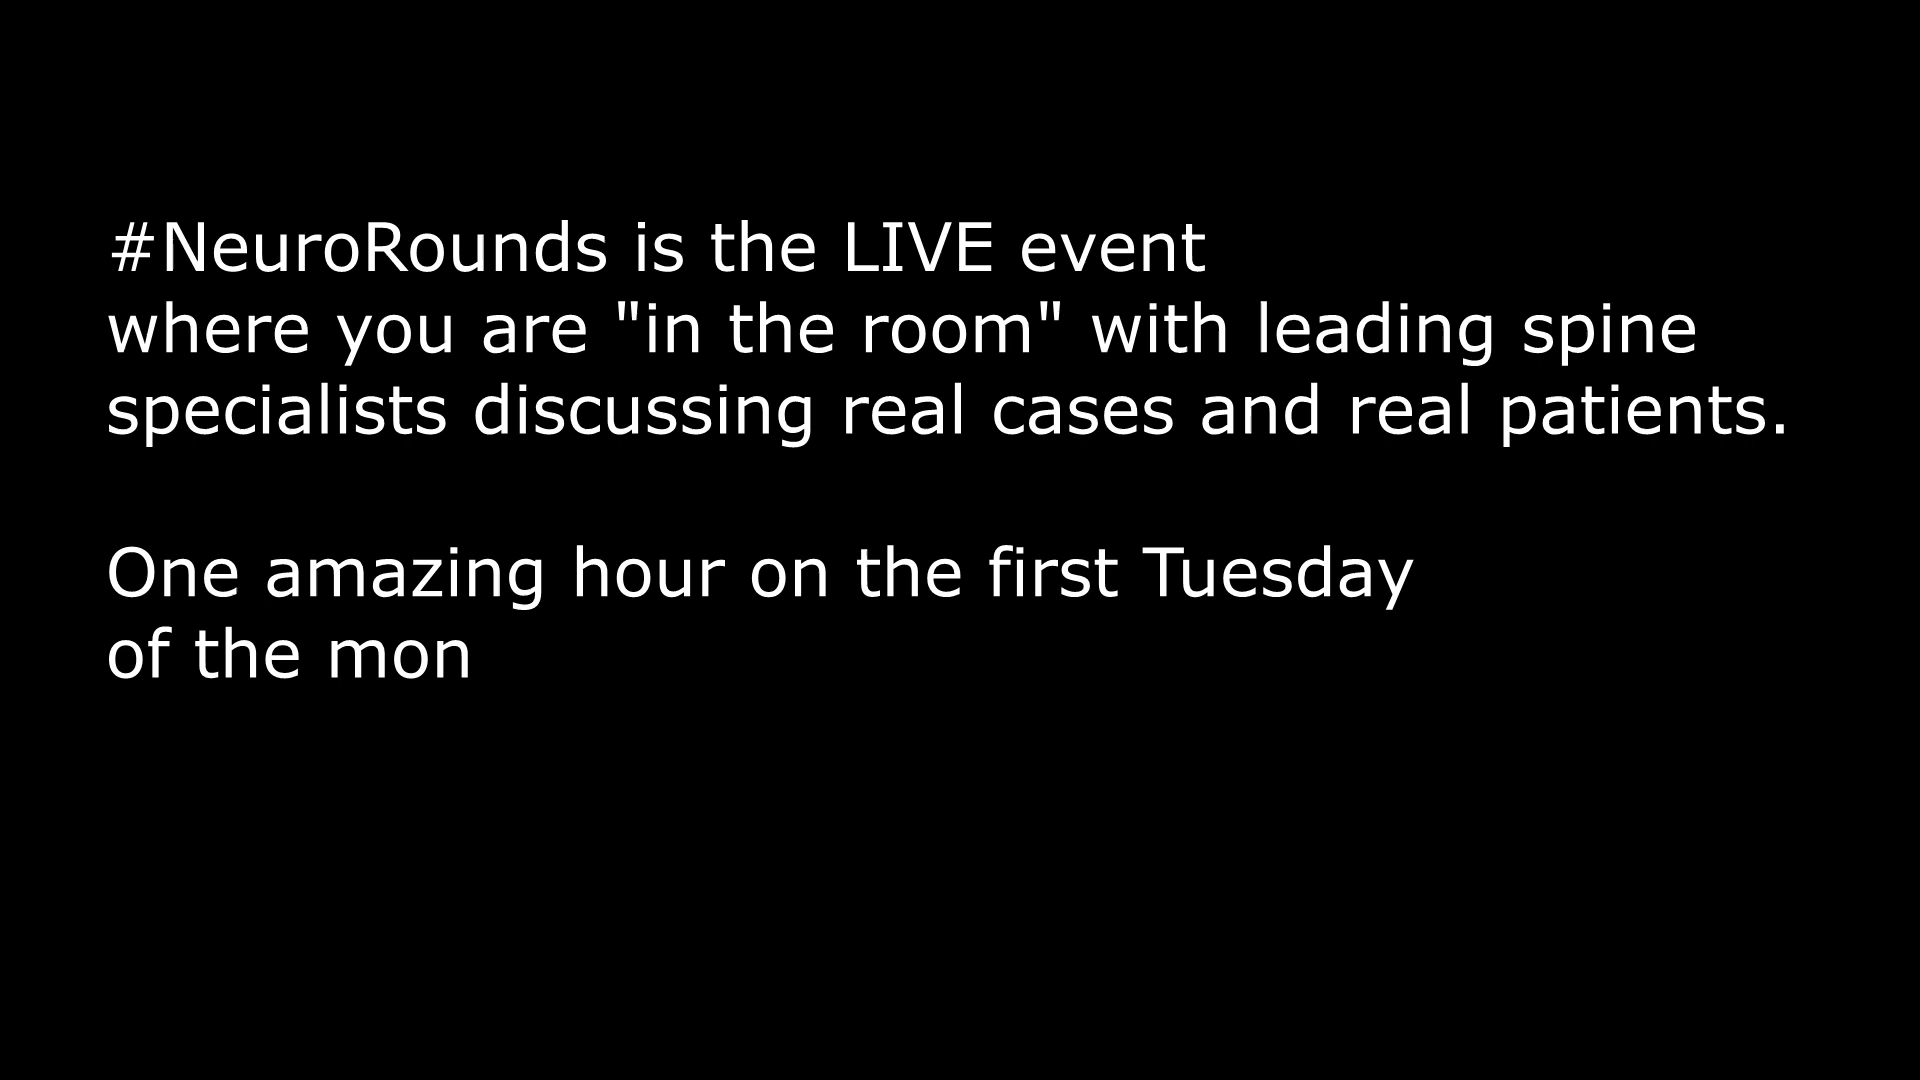 #NeuroRounds is the LIVE event
where you are "in the room" with leading spine
specialists discussing real cases and real patients.
One amazing hour on the first Tuesday
of the mon